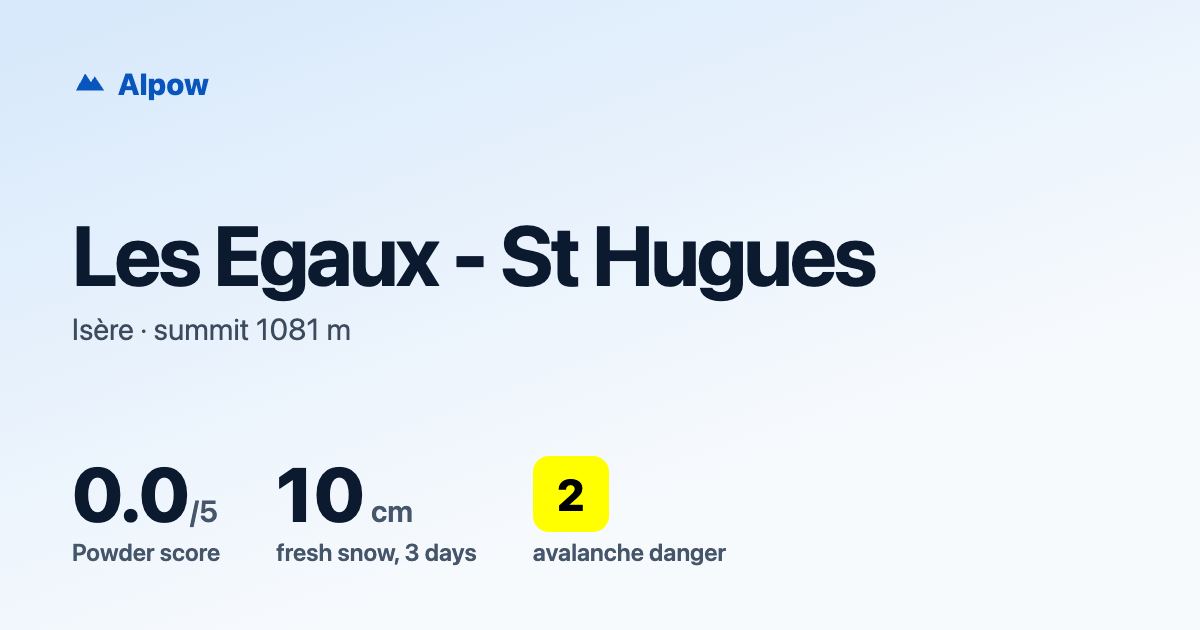 Alpow
Les Egaux - St Hugues
Isère · summit 1081 m
0.0/5
Powder score
10 cm
fresh snow, 3 days
2
avalanche danger